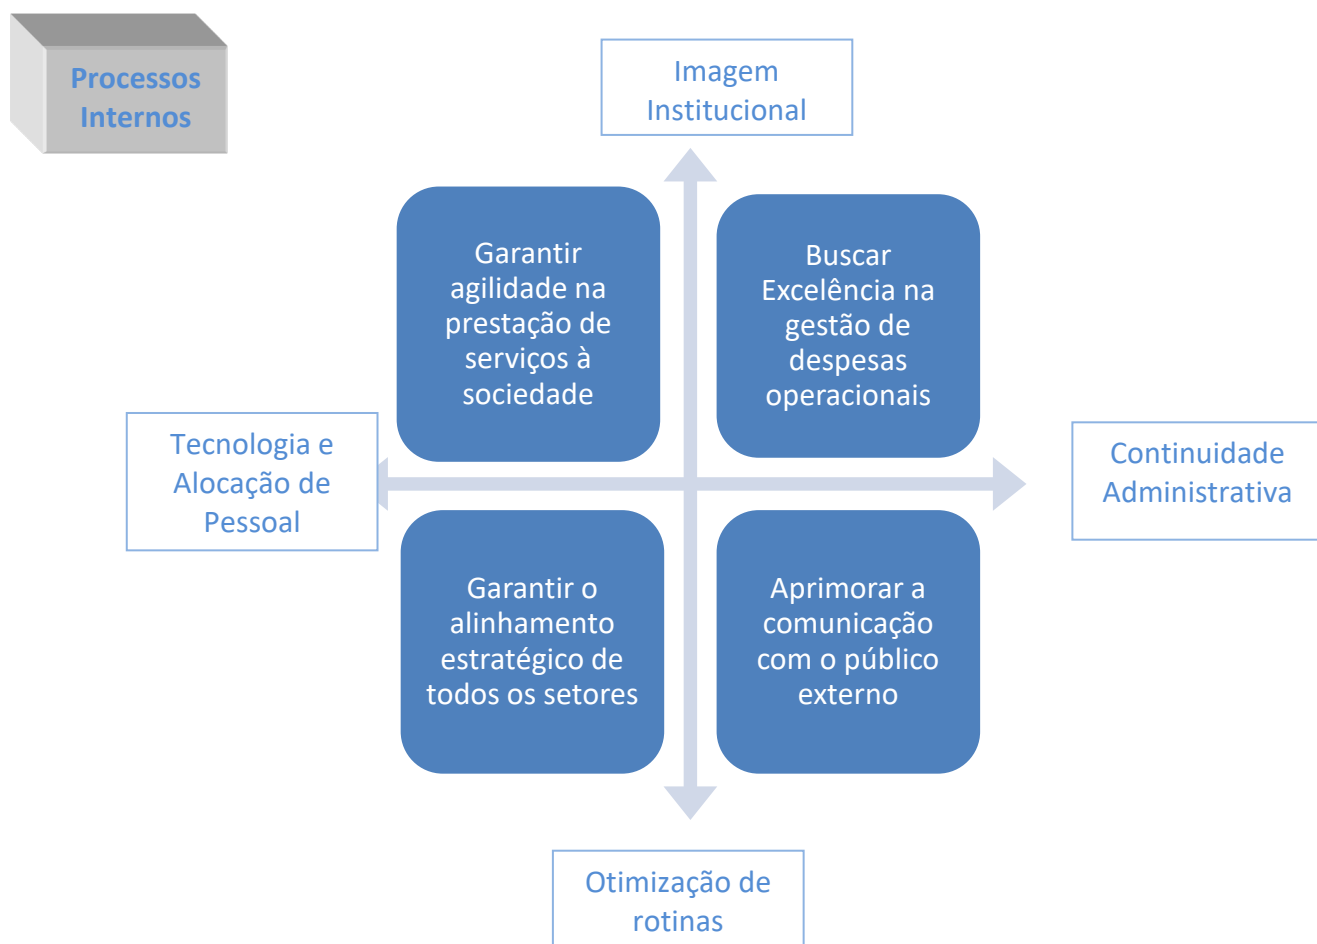 Processos
Internos
Imagem
Institucional
Garantir
agilidade na
prestação de
serviços à
sociedade
Buscar
Excelência na
gestão de
despesas
operacionais
Tecnologia e
Alocação de
Pessoal
Continuidade
Administrativa
Garantir o
alinhamento
estratégico de
todos os setores
Aprimorar a
comunicação
com o público
externo
Otimização de
rotinas